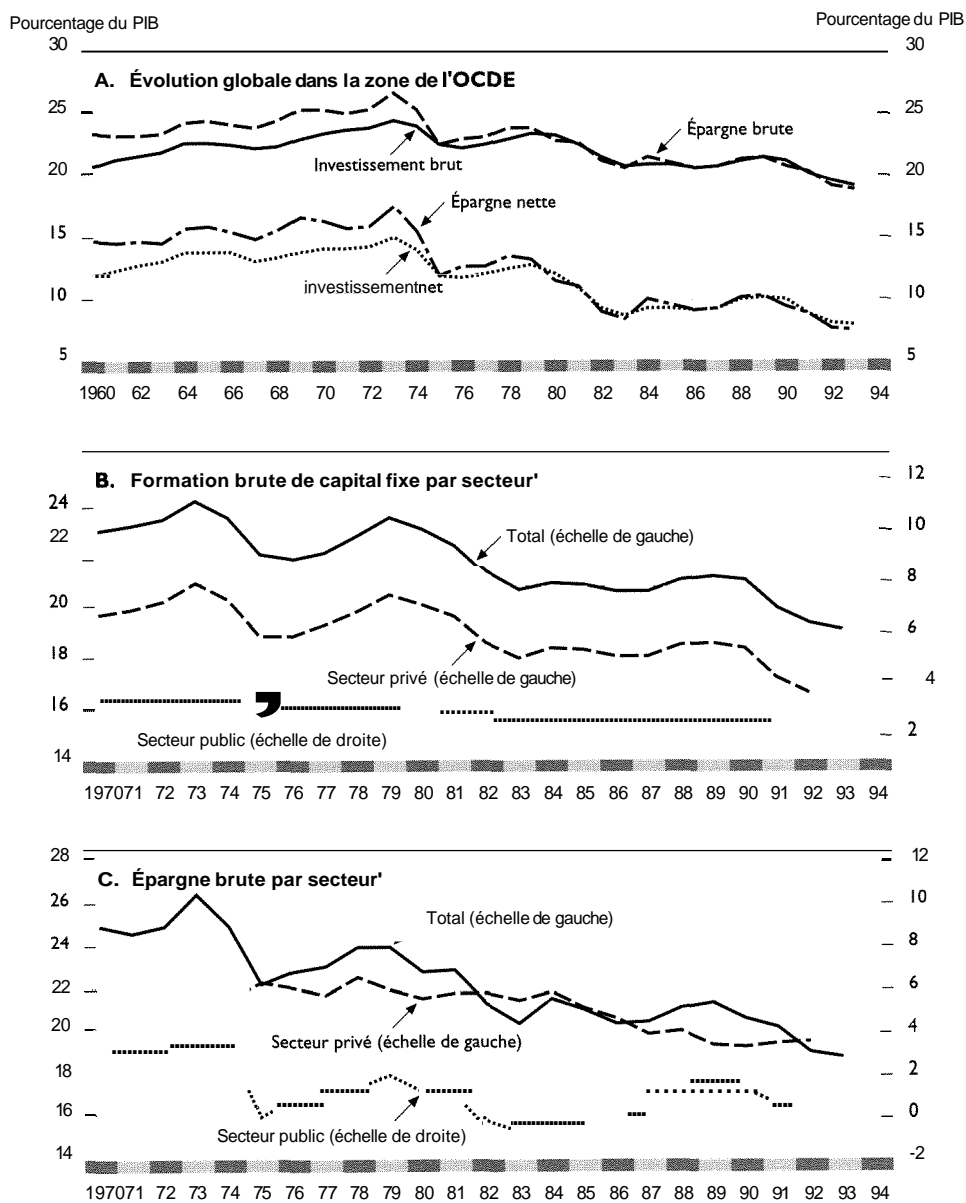 Pourcentage du PIB Pourcentage du PIB
30 30
A. Évolution globale dans la zone de l'OCDE
25 25
Épargne brute
20 20
Investissement brut
Épargne nette
15 15
investissementnet
10 10
5 5
1960 62 64 66 68 70 72 74 76 78 80 82 84 86 88 90 92 94
B. Formation brute de capital fixe par secteur'
12
24
10
22
Total (échelle de gauche)
8
20
6
18
Secteur privé (échelle de gauche)
4
16
2
Secteur public (échelle de droite)
14
197071 72 73 74 75 76 77 78 79 80 81 82 83 84 85 86 87 88 89 90 91 92 93 94
28 12
C. Épargne brute par secteur'
26 10
Total (échelle de gauche)
24 8
22 6
20 4
Secteur privé (échelle de gauche)
18 2
16 0
Secteur public (échelle de droite)
14 -2
197071 72 73 74 75 76 77 78 79 80 81 82 83 84 85 86 87 88 89 90 91 92 93 94